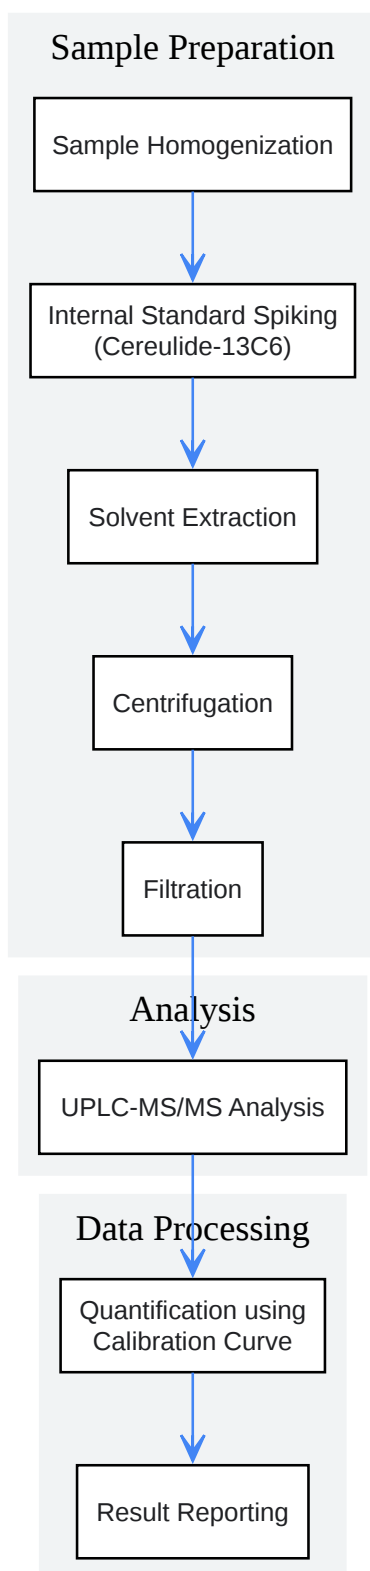 Sample Preparation
Sample Homogenization
Internal Standard Spiking
(Cereulide-13C6)
Solvent Extraction
Centrifugation
Filtration
Analysis
UPLC-MS/MS Analysis
Data Processing
Quantification using
Calibration Curve
Result Reporting